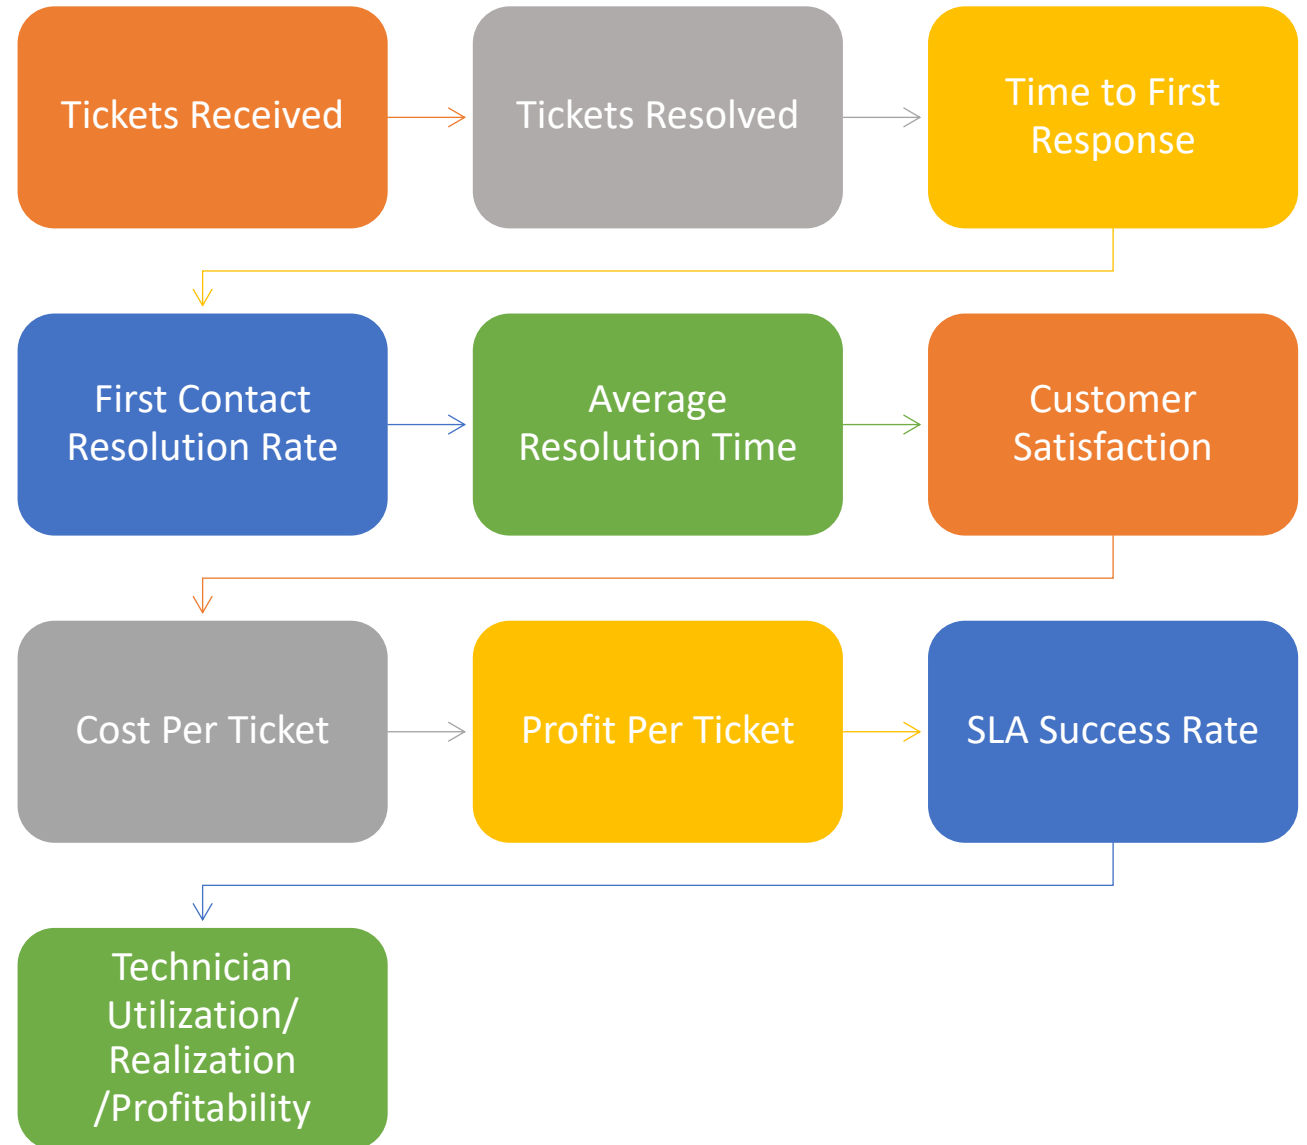 Tickets Received
Tickets Resolved
Time to First
Response
First Contact
Resolution Rate
Average
Resolution Time
Customer
Satisfaction
Cost Per Ticket
Profit Per Ticket
SLA Success Rate
Technician
Utilization/
Realization
/Profitability